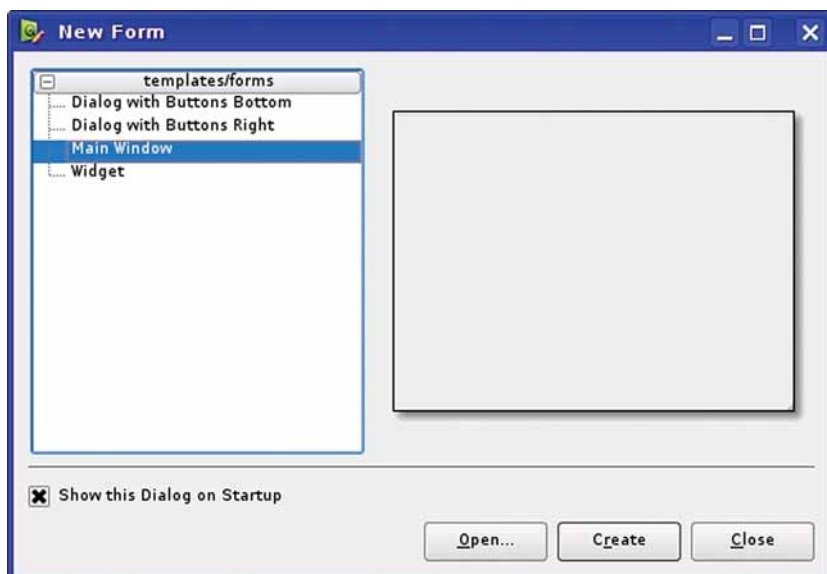 New Form
templates/forms
Dialog with Buttons Bottom
Dialog with Buttons Right
Main Window
Widget
Show this Dialog on Startup
Open...
Create
Close